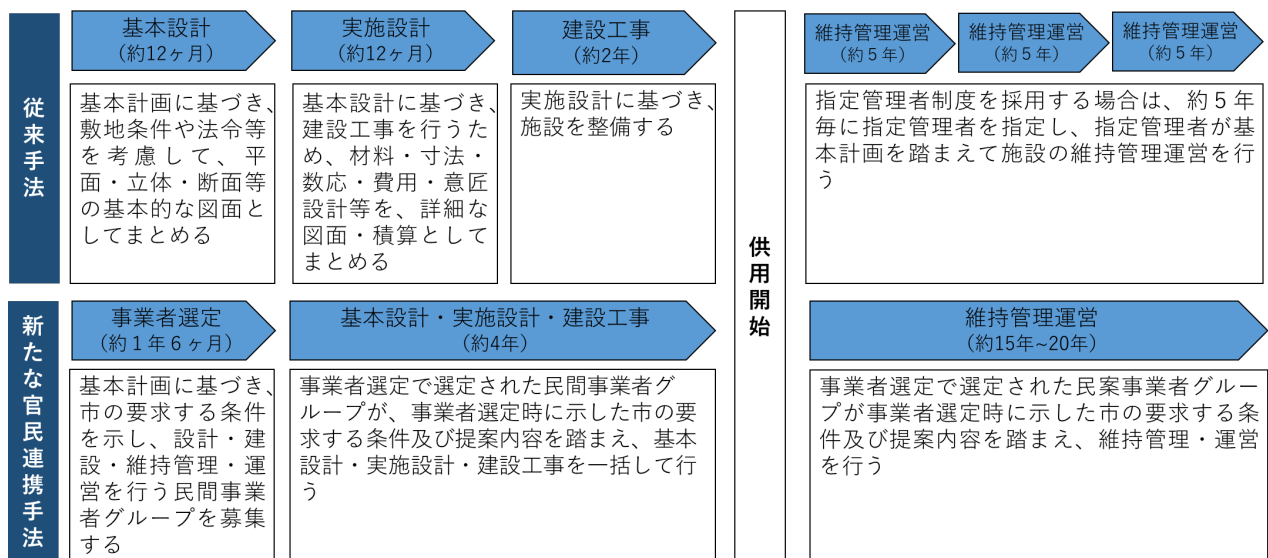 従来手法
基本設計
(約12ヶ月)
基本計画に基づき、
敷地条件や法令等
を考慮して、平
面・立体・断面等
の基本的な図面と
してまとめる
実施設計
(約12ヶ月)
基本設計に基づき、
建設工事を行うた
め、材料・寸法・
数応・費用・意匠
設計等を、詳細な
図面・積算として
まとめる
建設工事
(約2年)
実施設計に基づき、
施設を整備する
供用開始
維持管理運営
(約５年)
維持管理運営
(約５年)
維持管理運営
(約５年)
指定管理者制度を採用する場合は、約５年
毎に指定管理者を指定し、指定管理者が基
本計画を踏まえて施設の維持管理運営を行
う
新たな官民連携手法
事業者選定
(約１年６ヶ月)
基本計画に基づき、
市の要求する条件
を示し、設計・建
設・維持管理・運
営を行う民間事業
者グループを募集
する
基本設計・実施設計・建設工事
(約4年)
事業者選定で選定された民間事業者グ
ループが、事業者選定時に示した市の要
求する条件及び提案内容を踏まえ、基本
設計・実施設計・建設工事を一括して行
う
維持管理運営
(約15年~20年)
事業者選定で選定された民案事業者グルー
プが事業者選定時に示した市の要求する条
件及び提案内容を踏まえ、維持管理・運営
を行う